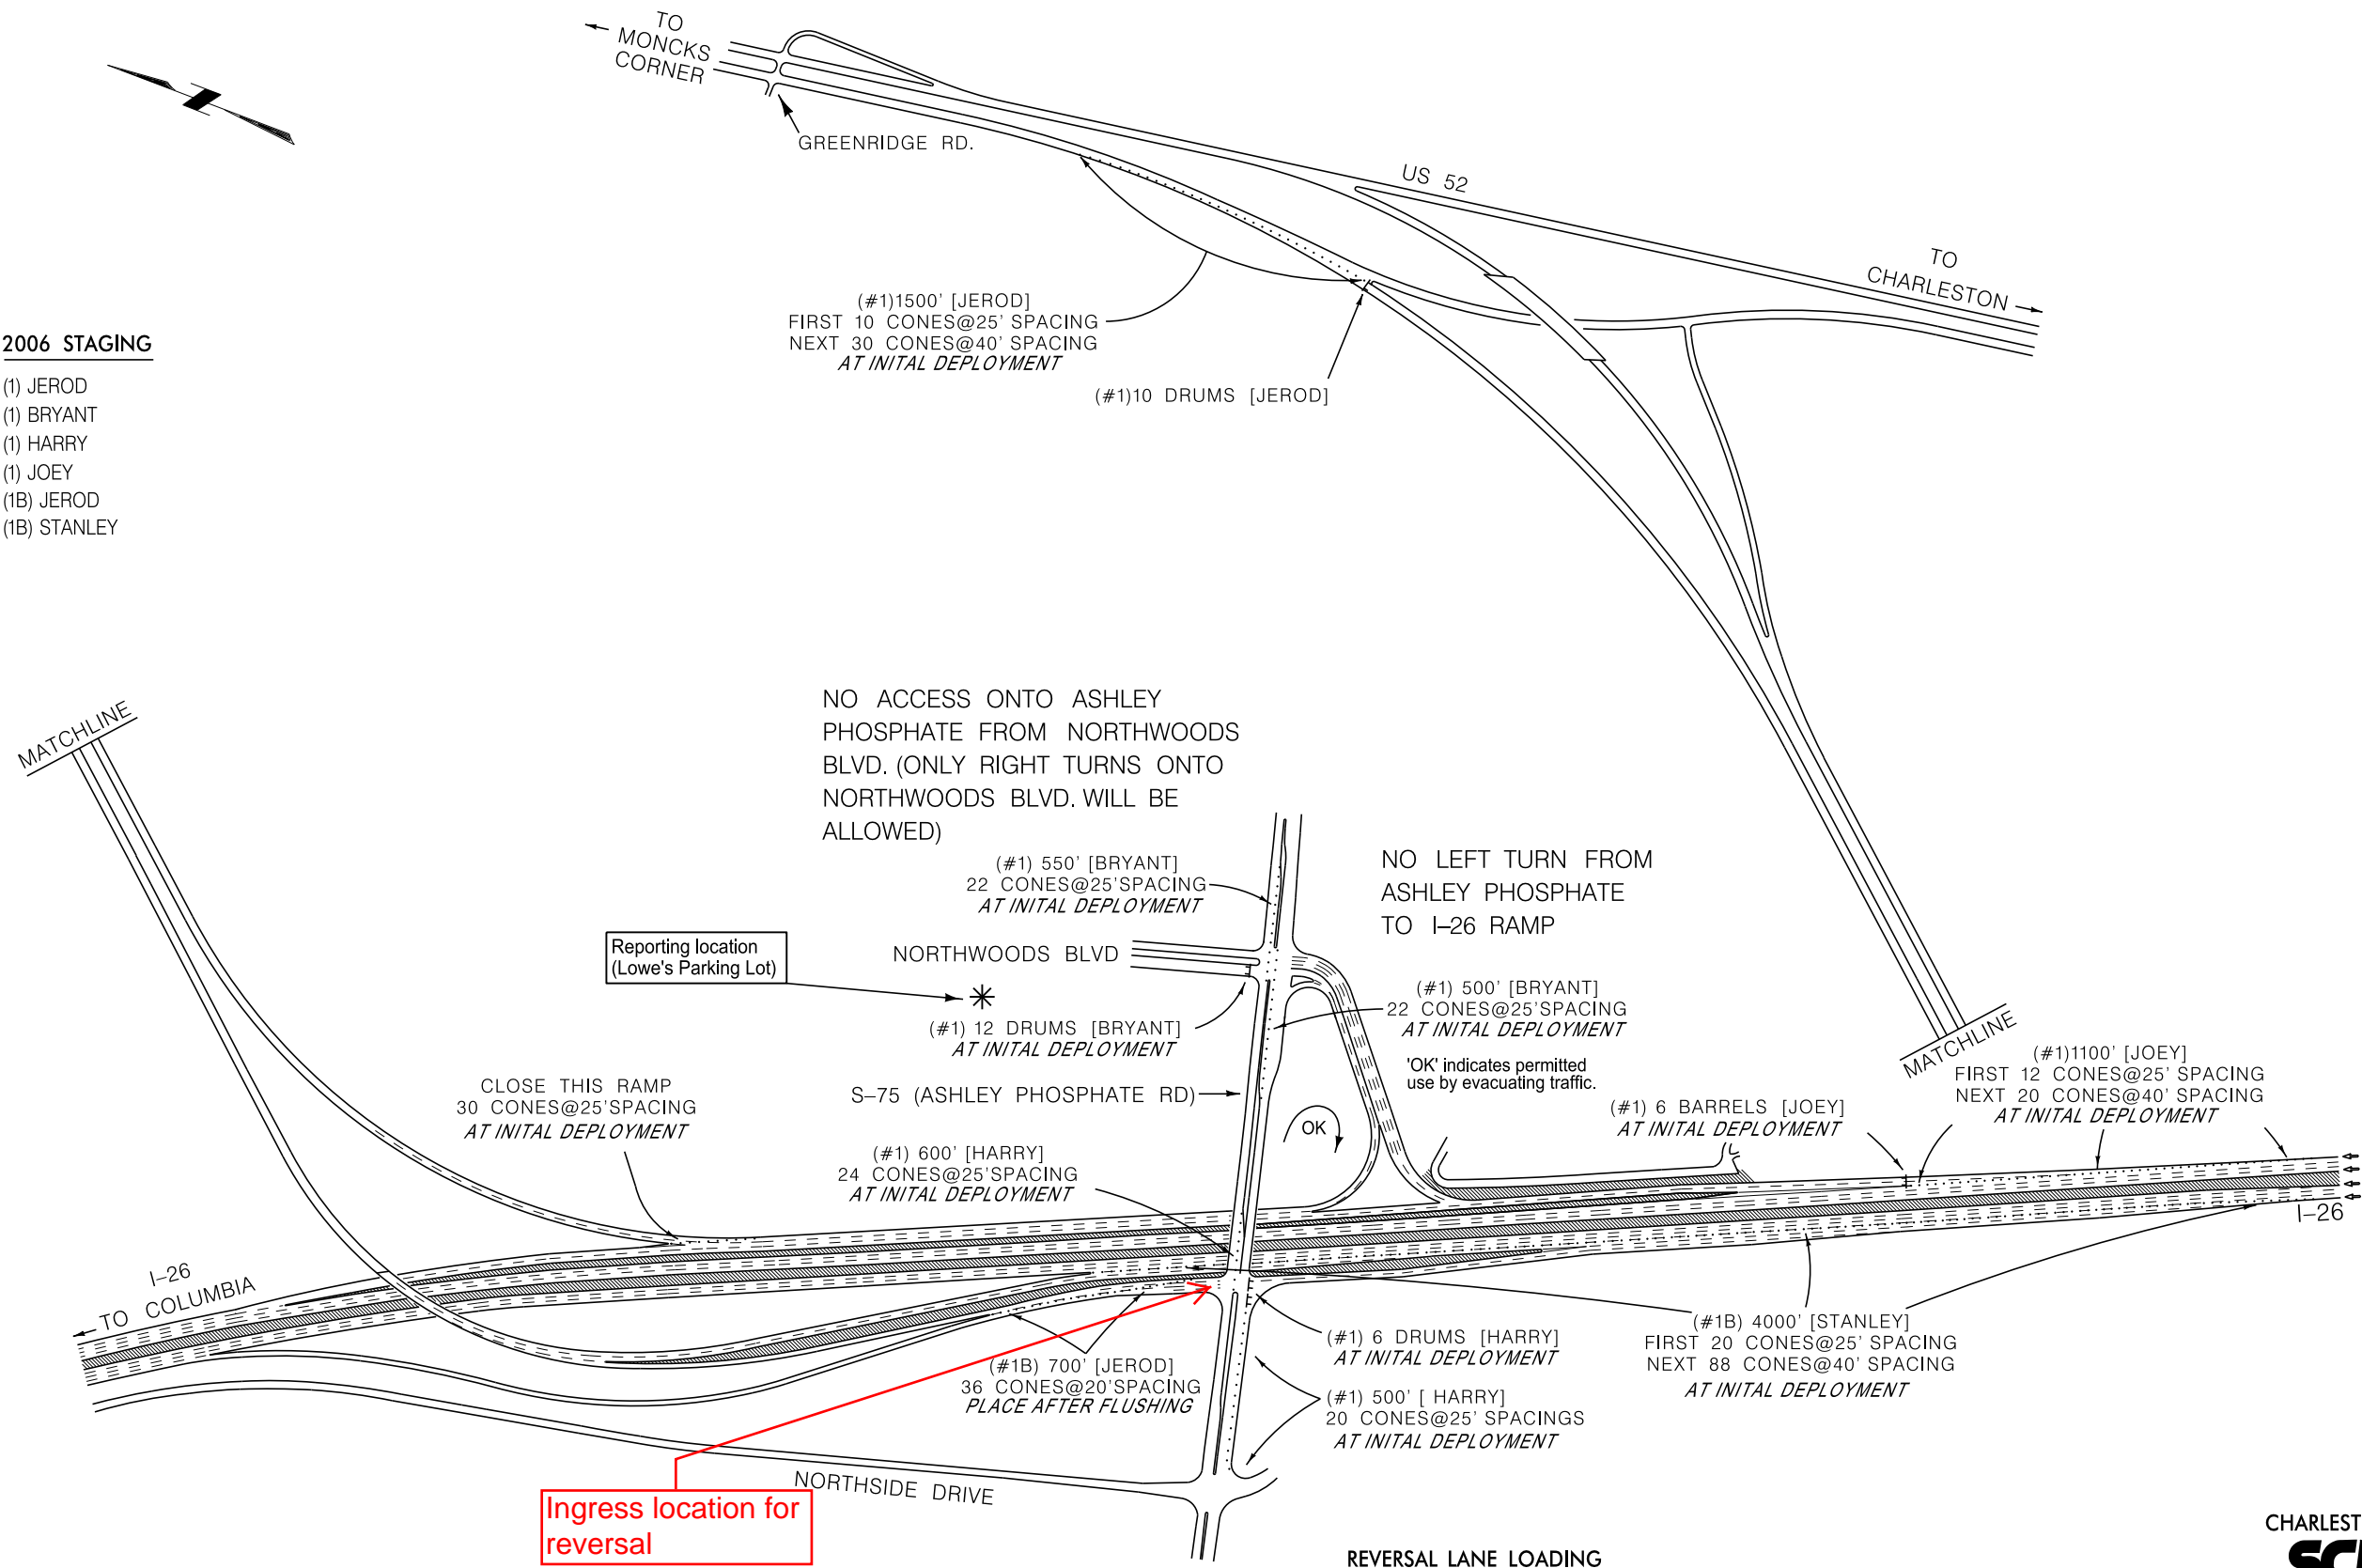 TO
MONCKS
CORNER
GREENRIDGE RD.
US 52
TO
CHARLESTON
(#1)1500' [JEROD]
FIRST 10 CONES@25' SPACING
NEXT 30 CONES@40' SPACING
AT INITAL DEPLOYMENT
(#1)10 DRUMS [JEROD]
2006 STAGING
(1) JEROD
(1) BRYANT
(1) HARRY
(1) JOEY
(1B) JEROD
(1B) STANLEY
MATCHLINE
NO ACCESS ONTO ASHLEY
PHOSPHATE FROM NORTHWOODS
BLVD. (ONLY RIGHT TURNS ONTO
NORTHWOODS BLVD. WILL BE
ALLOWED)
(#1) 550' [BRYANT]
22 CONES@25'SPACING
AT INITAL DEPLOYMENT
NO LEFT TURN FROM
ASHLEY PHOSPHATE
TO I-26 RAMP
Reporting location
(Lowe's Parking Lot)
NORTHWOODS BLVD
(#1) 12 DRUMS [BRYANT]
AT INITAL DEPLOYMENT
(#1) 500' [BRYANT]
22 CONES@25'SPACING
AT INITAL DEPLOYMENT
'OK' indicates permitted
use by evacuating traffic.
MATCHLINE
(#1)1100' [JOEY]
FIRST 12 CONES@25' SPACING
NEXT 20 CONES@40' SPACING
AT INITAL DEPLOYMENT
CLOSE THIS RAMP
30 CONES@25'SPACING
AT INITAL DEPLOYMENT
S-75 (ASHLEY PHOSPHATE RD)
OK
(#1) 6 BARRELS [JOEY]
AT INITAL DEPLOYMENT
(#1) 600' [HARRY]
24 CONES@25'SPACING
AT INITAL DEPLOYMENT
I-26
I-26
TO COLUMBIA
(#1B) 700' [JEROD]
36 CONES@20'SPACING
PLACE AFTER FLUSHING
(#1) 6 DRUMS [HARRY]
AT INITAL DEPLOYMENT
(#1) 500' [ HARRY]
20 CONES@25' SPACINGS
AT INITAL DEPLOYMENT
(#1B) 4000' [STANLEY]
FIRST 20 CONES@25' SPACING
NEXT 88 CONES@40' SPACING
AT INITAL DEPLOYMENT
NORTHSIDE DRIVE
Ingress location for
reversal
REVERSAL LANE LOADING
CHARLEST